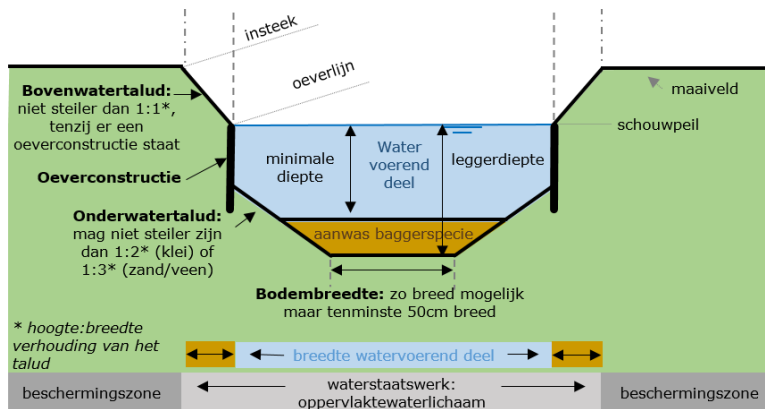 insteek
oeverlijn
Bovenwatertalud:
niet steiler dan 1:1*,
tenzij er een
oeverconstructie staat
maaiveld
schouwpeil
Oeverconstructie
minimale
diepte
Water
voerend
deel
leggerdiepte
Onderwatertalud:
mag niet steiler zijn
dan 1:2* (klei) of
1:3* (zand/veen)
aanwas baggerspecie
Bodembreedte: zo breed mogelijk
maar tenminste 50cm breed
* hoogte:breedte
verhouding van het
talud
breedte watervoerend deel
beschermingszone
waterstaatswerk:
oppervlaktewaterlichaam
beschermingszone